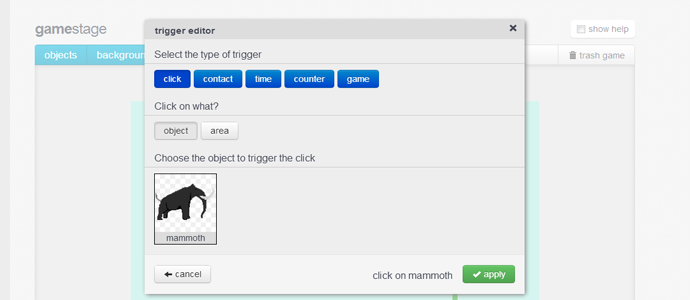 gamestage
show help
objects
trash game
trigger editor
Select the type of trigger
click contact time counter game
Click on what?
object area
Choose the object to trigger the click
mammoth
cancel
click on mammoth
apply